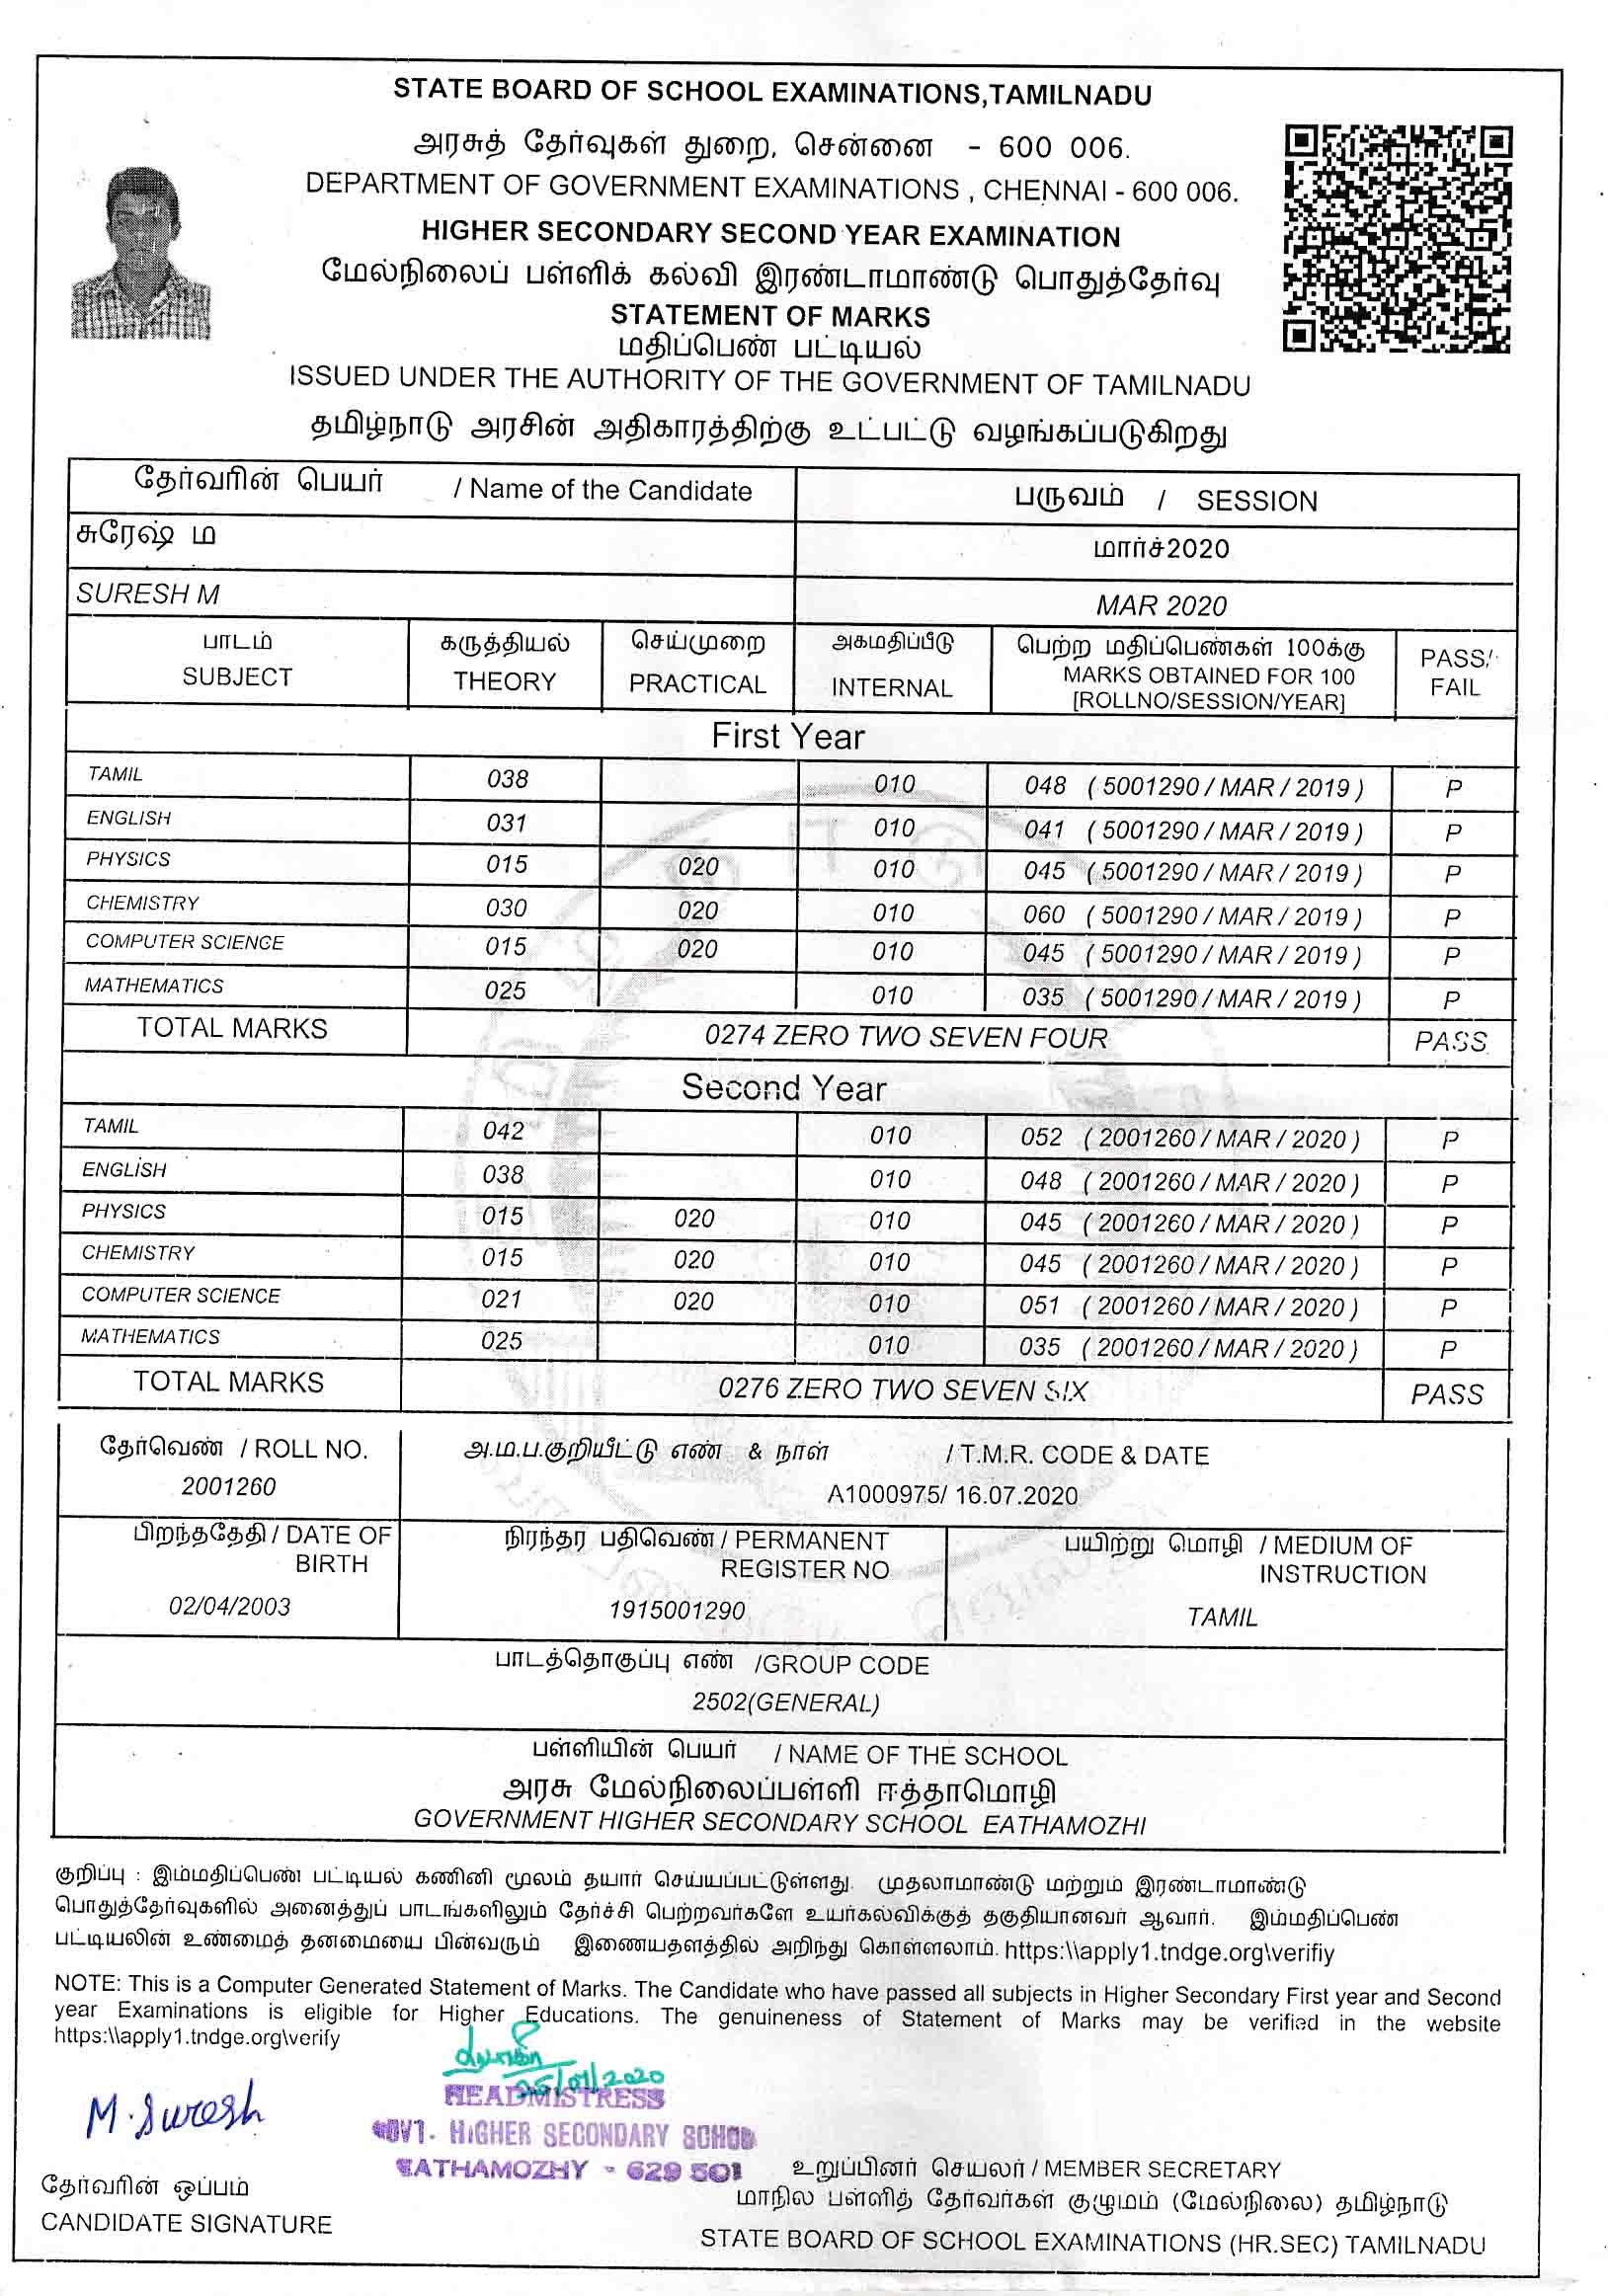 STATE BOARD OF SCHOOL EXAMINATIONS,TAMILNADU
அரசுத் தேர்வுகள் துறை, சென்னை - 600 006.
DEPARTMENT OF GOVERNMENT EXAMINATIONS , CHENNAI - 600 006.
HIGHER SECONDARY SECOND YEAR EXAMINATION
மேல்நிலைப் பள்ளிக் கல்வி இரண்டாமாண்டு பொதுத்தேர்வு
STATEMENT OF MARKS
மதிப்பெண் பட்டியல்
ISSUED UNDER THE AUTHORITY OF THE GOVERNMENT OF TAMILNADU
தமிழ்நாடு அரசின் அதிகாரத்திற்கு உட்பட்டு வழங்கப்படுகிறது
தேர்வரின் பெயர் / Name of the Candidate பருவம் / SESSION
சுரேஷ் ம மார்ச்2020
SURESH M MAR 2020
பாடம் கருத்தியல் செய்முறை அகமதிப்பீடு பெற்ற மதிப்பெண்கள் 100க்கு PASS/
SUBJECT THEORY PRACTICAL INTERNAL MARKS OBTAINED FOR 100 FAIL
[ROLLNO/SESSION/YEAR]
First Year
TAMIL 038 010 048 ( 5001290 / MAR / 2019 ) P
ENGLISH 031 010 041 ( 5001290 / MAR / 2019 ) P
PHYSICS 015 020 010 045 ( 5001290 / MAR / 2019 ) P
CHEMISTRY 030 020 010 060 ( 5001290 / MAR / 2019 ) P
COMPUTER SCIENCE 015 020 010 045 ( 5001290 / MAR / 2019 ) P
MATHEMATICS 025 010 035 ( 5001290 / MAR / 2019 ) P
TOTAL MARKS 0274 ZERO TWO SEVEN FOUR PASS
Second Year
TAMIL 042 010 052 ( 2001260 / MAR / 2020 ) P
ENGLISH 038 010 048 ( 2001260 / MAR / 2020 ) P
PHYSICS 015 020 010 045 ( 2001260 / MAR / 2020 ) P
CHEMISTRY 015 020 010 045 ( 2001260 / MAR / 2020 ) P
COMPUTER SCIENCE 021 020 010 051 ( 2001260 / MAR / 2020 ) P
MATHEMATICS 025 010 035 ( 2001260 / MAR / 2020 ) P
TOTAL MARKS 0276 ZERO TWO SEVEN SIX PASS
தேர்வெண் / ROLL NO. அ.ம.ப.குறியீட்டு எண் & நாள் / T.M.R. CODE & DATE
2001260 A1000975/ 16.07.2020
பிறந்ததேதி / DATE OF நிரந்தர பதிவெண் / PERMANENT பயிற்று மொழி / MEDIUM OF
BIRTH REGISTER NO INSTRUCTION
02/04/2003 1915001290 TAMIL
பாடத்தொகுப்பு எண் /GROUP CODE
2502(GENERAL)
பள்ளியின் பெயர் / NAME OF THE SCHOOL
அரசு மேல்நிலைப்பள்ளி ஈத்தாமொழி
GOVERNMENT HIGHER SECONDARY SCHOOL EATHAMOZHI
குறிப்பு : இம்மதிப்பெண் பட்டியல் கணினி மூலம் தயார் செய்யப்பட்டுள்ளது. முதலாமாண்டு மற்றும் இரண்டாமாண்டு
பொதுத்தேர்வுகளில் அனைத்துப் பாடங்களிலும் தேர்ச்சி பெற்றவர்களே உயர்கல்விக்குத் தகுதியானவர் ஆவார். இம்மதிப்பெண்
பட்டியலின் உண்மைத் தனமையை பின்வரும் இணையதளத்தில் அறிந்து கொள்ளலாம். https:\\apply1.tndge.org\verifiy
NOTE: This is a Computer Generated Statement of Marks. The Candidate who have passed all subjects in Higher Secondary First year and Second
year Examinations is eligible for Higher Educations. The genuineness of Statement of Marks may be verified in the website
https:\\apply1.tndge.org\verify
25/07/2020
M. Suresh
HEADMISTRESS
GOVT. HIGHER SECONDARY SCHOO
EATHAMOZHY - 629 501
தேர்வரின் ஒப்பம்
CANDIDATE SIGNATURE
உறுப்பினர் செயலர் / MEMBER SECRETARY
மாநில பள்ளித் தேர்வர்கள் குழுமம் (மேல்நிலை) தமிழ்நாடு
STATE BOARD OF SCHOOL EXAMINATIONS (HR.SEC) TAMILNADU